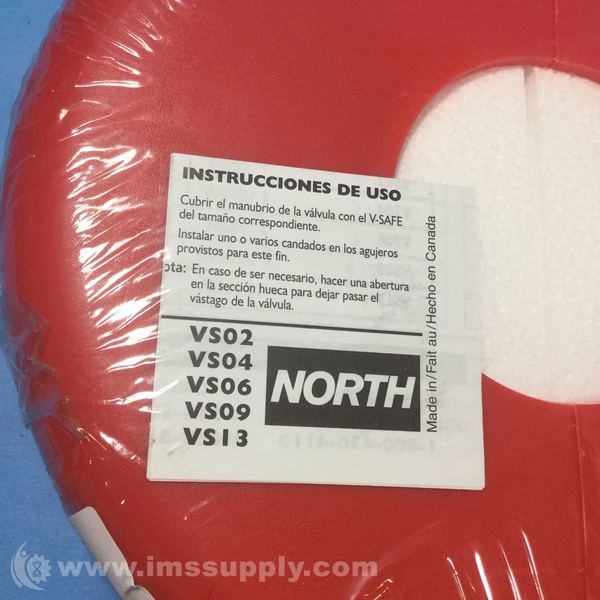 INSTRUCCIONES DE USO
Cubrir el manubrio de la válvula con el V-SAFE
del tamaño correspondiente.
Instalar uno o varios candados en los agujeros
provistos para este fin.
ota: En caso de ser necesario, hacer una abertura
en la sección hueca para dejar pasar el
vástago de la válvula.
VS02
VS04
VS06
VS09
VS13
NORTH
Made in/Fait au/Hecho en Canada
www.imssupply.com